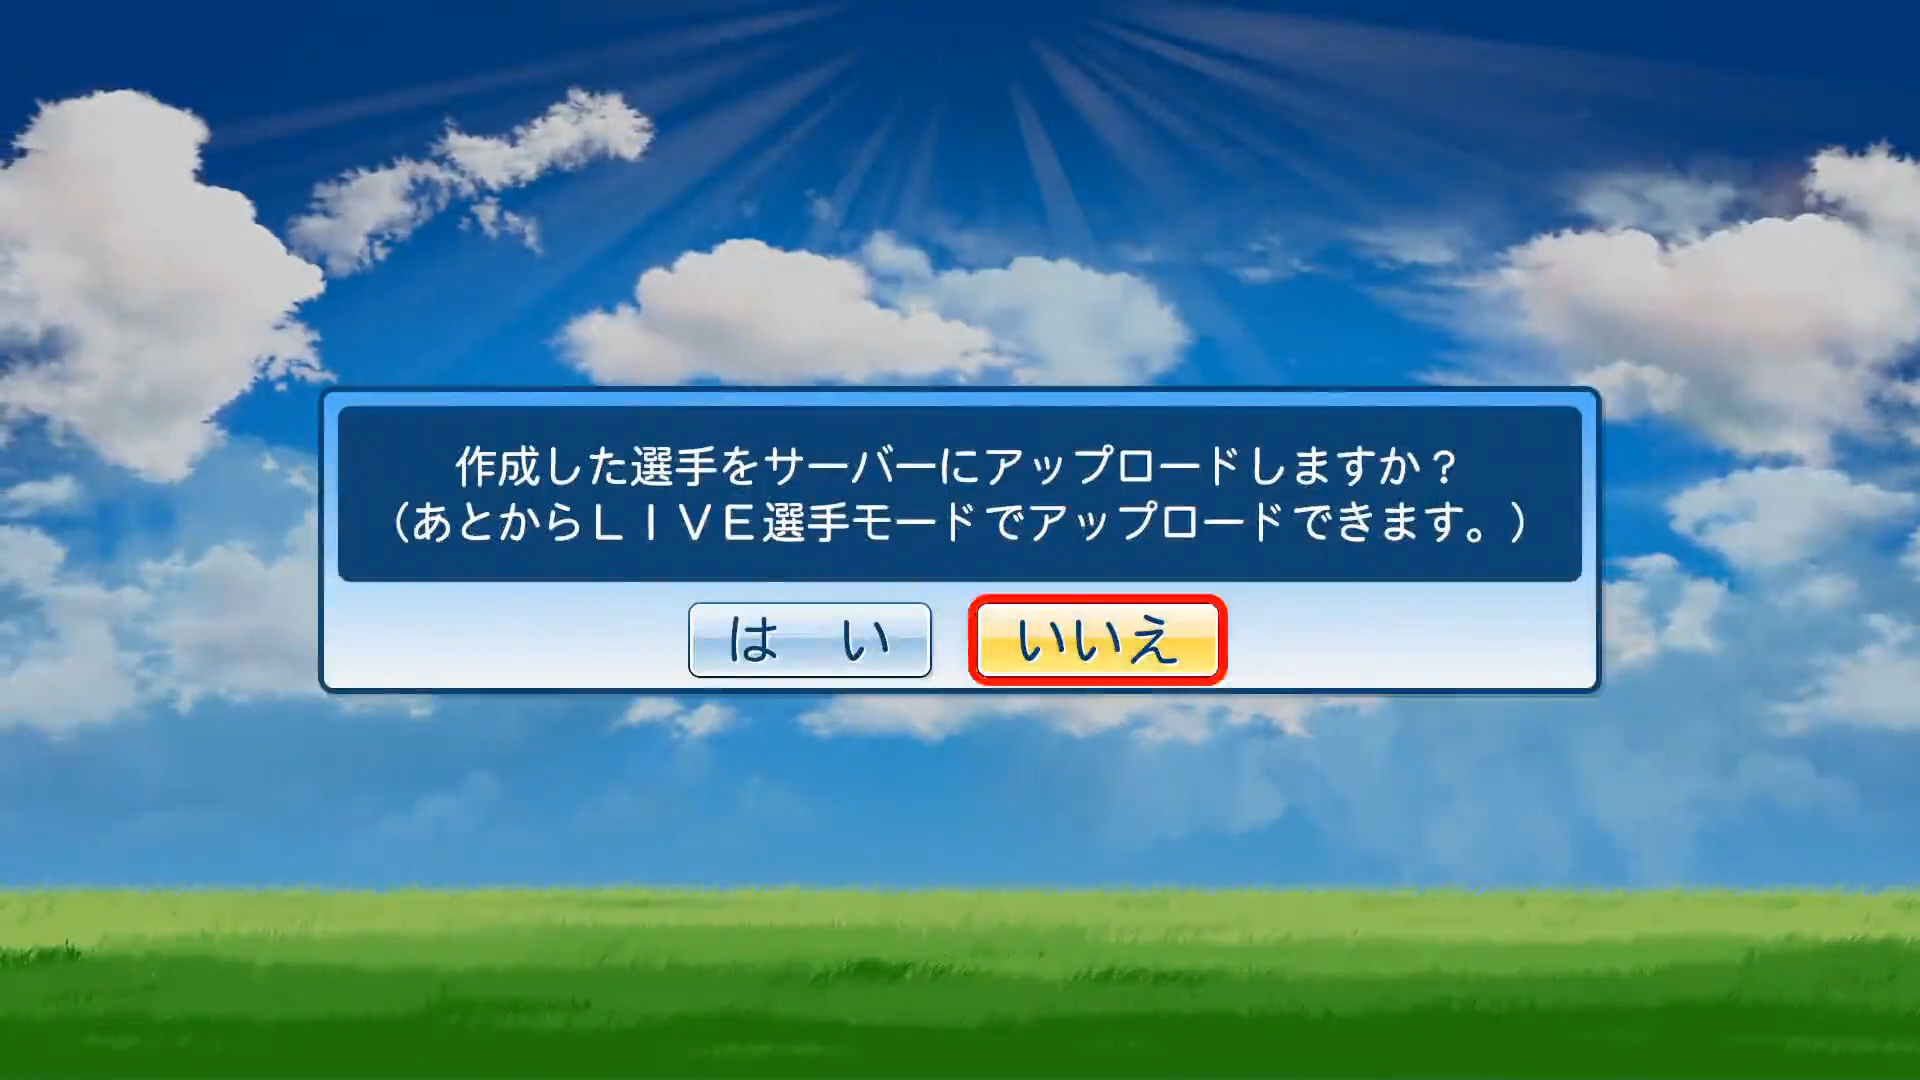 作成した選手をサーバーにアップロードしますか？
（あとからＬＩＶＥ選手モードでアップロードできます。）
は　い
いいえ